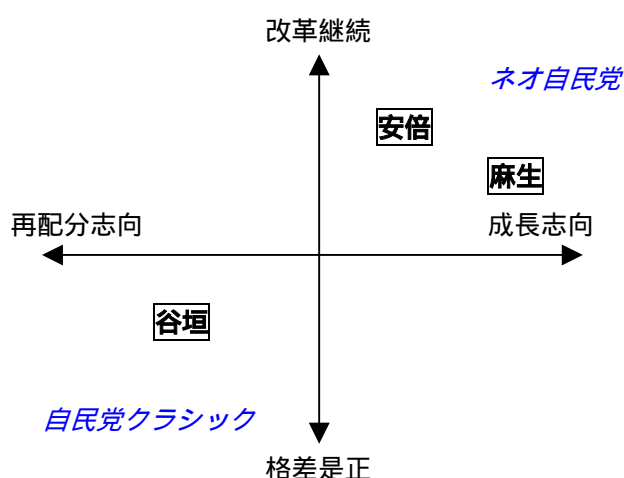 改革継続
ネオ自民党
安倍
麻生
再配分志向
成長志向
谷垣
自民党クラシック
格差是正